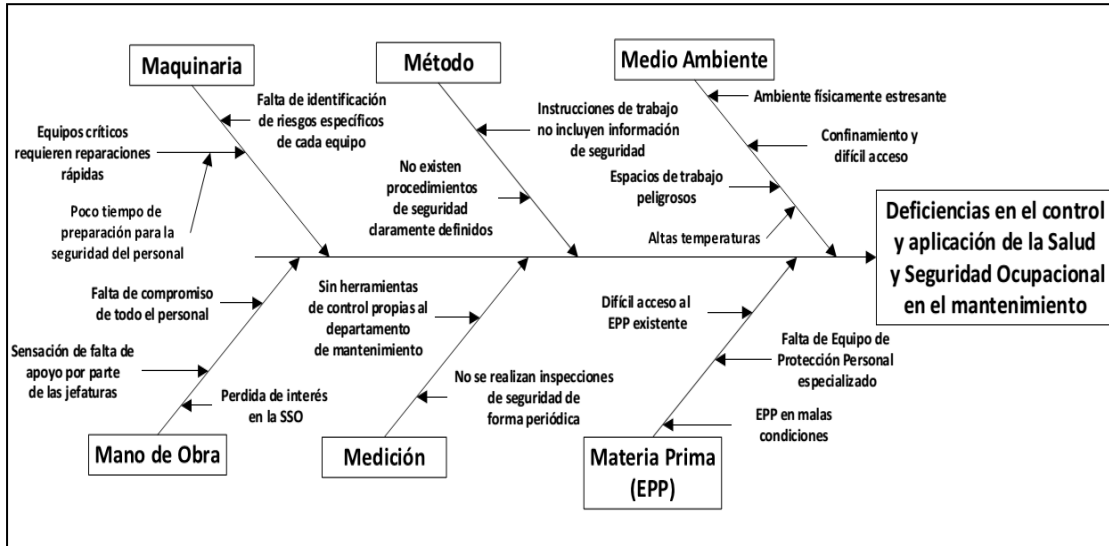 Maquinaria
Método
Medio Ambiente
Falta de identificación
de riesgos específicos
de cada equipo
Equipos críticos
requieren reparaciones
rápidas
Poco tiempo de
preparación para la
seguridad del personal
Instrucciones de trabajo
no incluyen información
de seguridad
No existen
procedimientos
de seguridad
claramente definidos
Ambiente físicamente estresante
Confinamiento y
difícil acceso
Espacios de trabajo
peligrosos
Altas temperaturas
Deficiencias en el control
y aplicación de la Salud
y Seguridad Ocupacional
en el mantenimiento
Falta de compromiso
de todo el personal
Sensación de falta de
apoyo por parte
de las jefaturas
Perdida de interés
en la SSO
Sin herramientas
de control propias al
departamento
de mantenimiento
No se realizan inspecciones
de seguridad de
forma periódica
Difícil acceso al
EPP existente
Falta de Equipo de
Protección Personal
especializado
EPP en malas
condiciones
Mano de Obra
Medición
Materia Prima
(EPP)